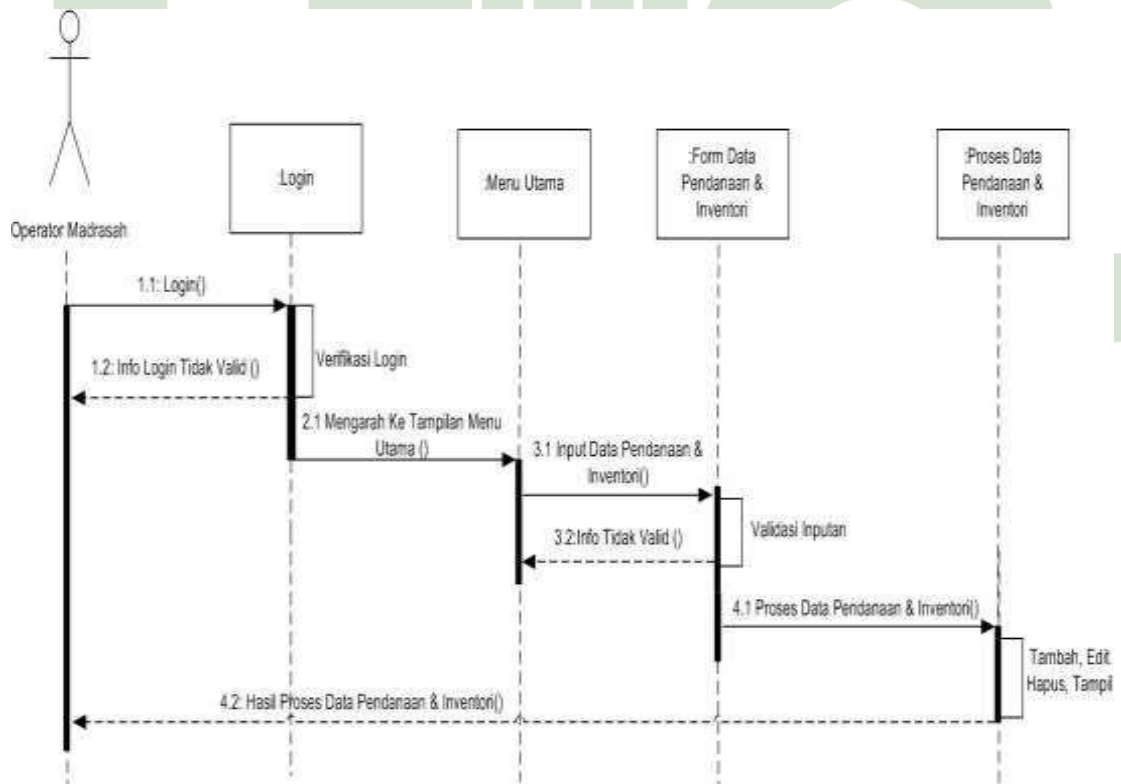 :Login
:Menu Utama
:Form Data
Pendanaan &
Inventori
:Proses Data
Pendanaan &
Inventori
Operator Madrasah
1.1: Login()
Verifikasi Login
1.2: Info Login Tidak Valid ()
2.1 Mengarah Ke Tampilan Menu
Utama ()
3.1 Input Data Pendanaan &
Inventori()
Validasi Inputan
3.2:Info Tidak Valid ()
4.1 Proses Data Pendanaan & Inventori()
Tambah, Edit
Hapus, Tampil
4.2: Hasil Proses Data Pendanaan & Inventori()